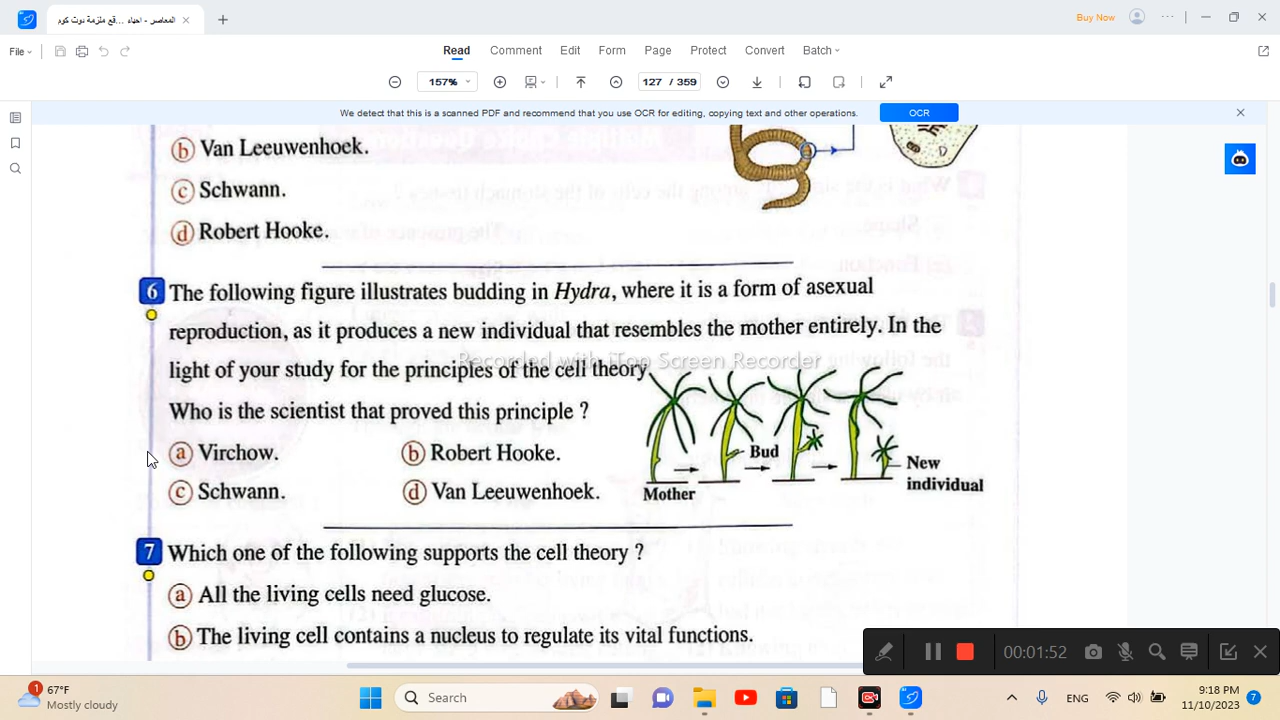 المعاصر - احياء ...قع ملزمة دوت كوم
Buy Now
File
Read Comment Edit Form Page Protect Convert Batch
157% 127 / 359
We detect that this is a scanned PDF and recommend that you use OCR for editing, copying text and other operations.
OCR
b Van Leeuwenhoek.
c Schwann.
d Robert Hooke.
6 The following figure illustrates budding in Hydra, where it is a form of asexual
reproduction, as it produces a new individual that resembles the mother entirely. In the
light of your study for the principles of the cell theory,
Recorded with iTop Screen Recorder
Who is the scientist that proved this principle ?
a Virchow. b Robert Hooke.
c Schwann. d Van Leeuwenhoek.
Bud
Mother
New
individual
7 Which one of the following supports the cell theory ?
a All the living cells need glucose.
b The living cell contains a nucleus to regulate its vital functions.
00:01:52
1
67°F
Mostly cloudy
Search
ENG
9:18 PM
11/10/2023
7